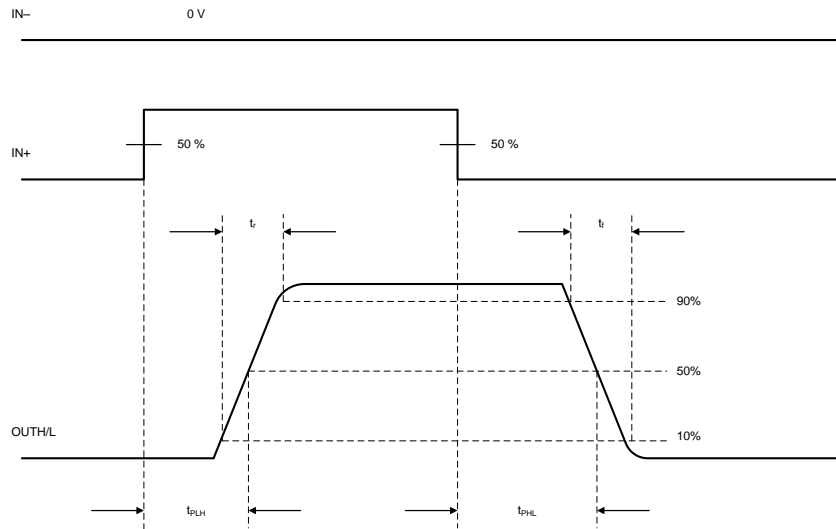 IN– 0 V
50 %
50 %
IN+
tr
tf
90%
50%
OUTH/L
10%
tPLH
tPHL